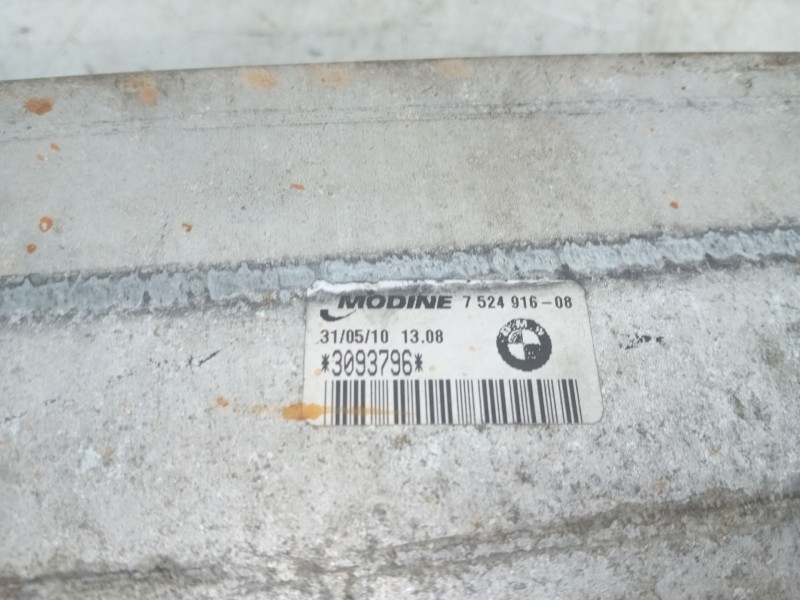 MODINE 7 524 916-08
31/05/10 13.08
BMW
*3093796*